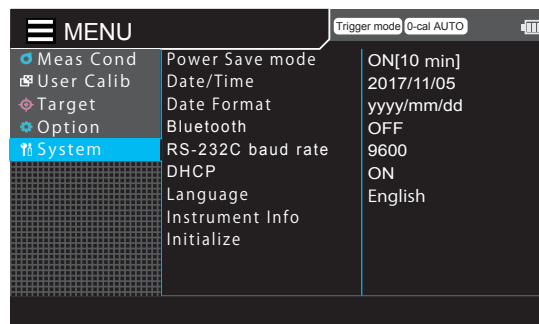 MENU
Trigger mode 0-cal AUTO
Meas Cond
User Calib
Target
Option
System
Power Save mode ON[10 min]
Date/Time 2017/11/05
Date Format yyyy/mm/dd
Bluetooth OFF
RS-232C baud rate 9600
DHCP ON
Language English
Instrument Info
Initialize